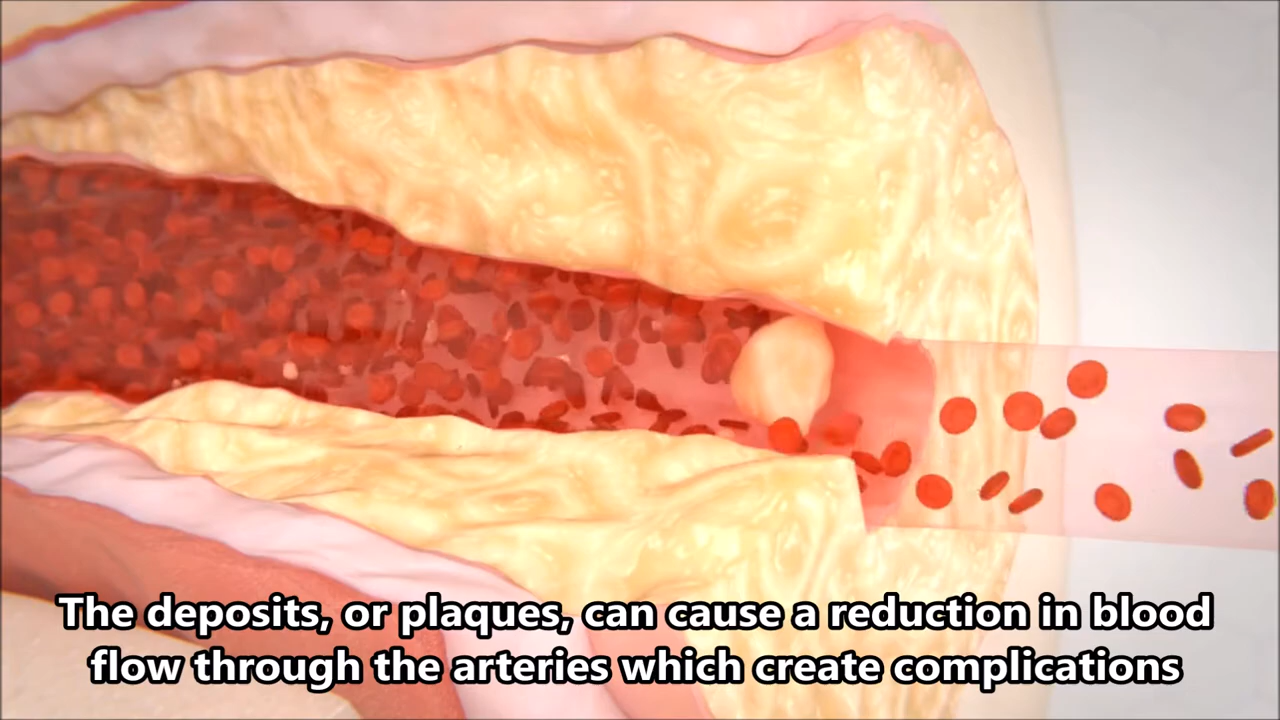 The deposits, or plaques, can cause a reduction in blood
flow through the arteries which create complications